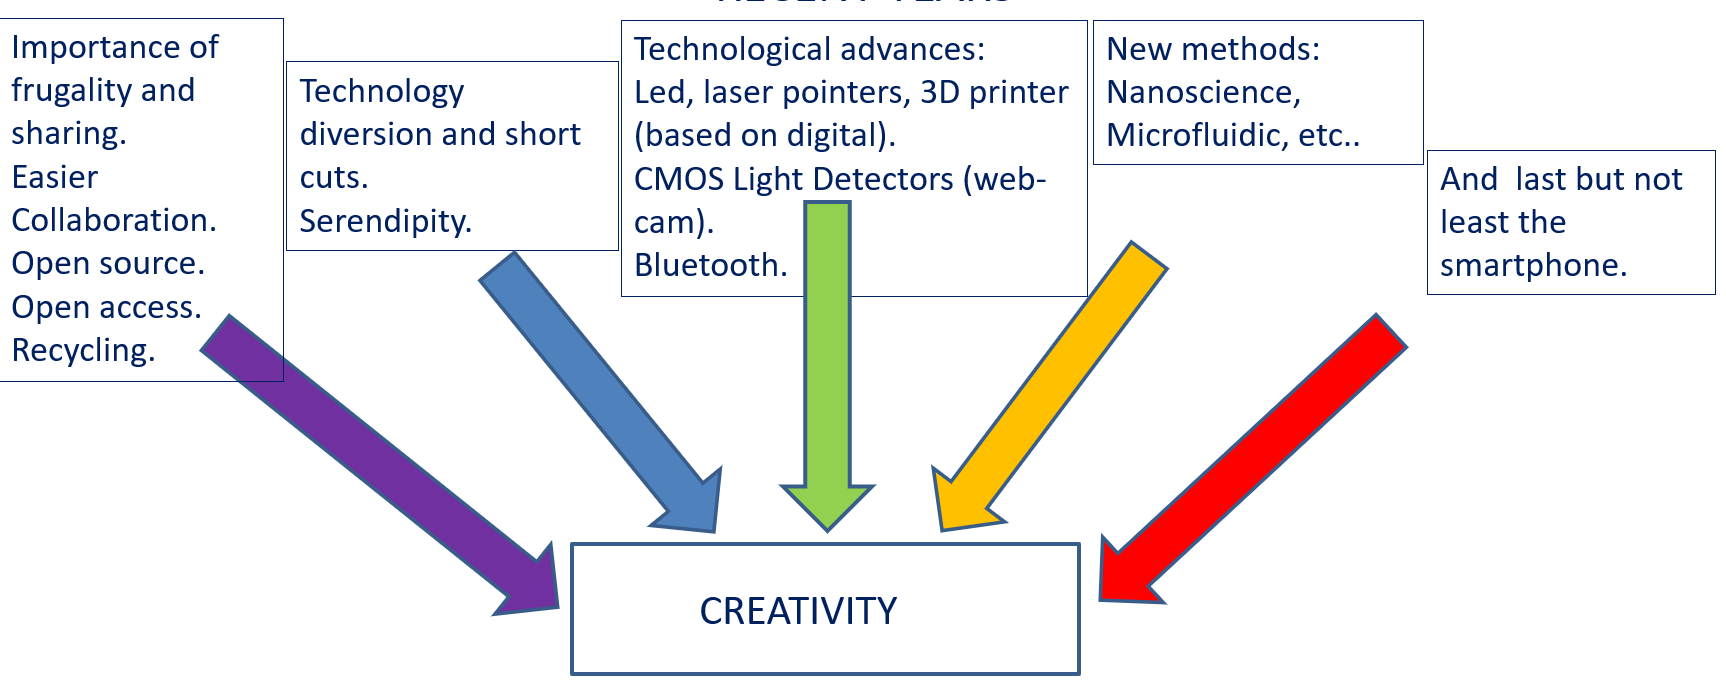 Importance of
frugality and
sharing.
Easier
Collaboration.
Open source.
Open access.
Recycling.
Technology
diversion and short
cuts.
Serendipity.
Technological advances:
Led, laser pointers, 3D printer
(based on digital).
CMOS Light Detectors (web-
cam).
Bluetooth.
New methods:
Nanoscience,
Microfluidic, etc..
And last but not
least the
smartphone.
CREATIVITY